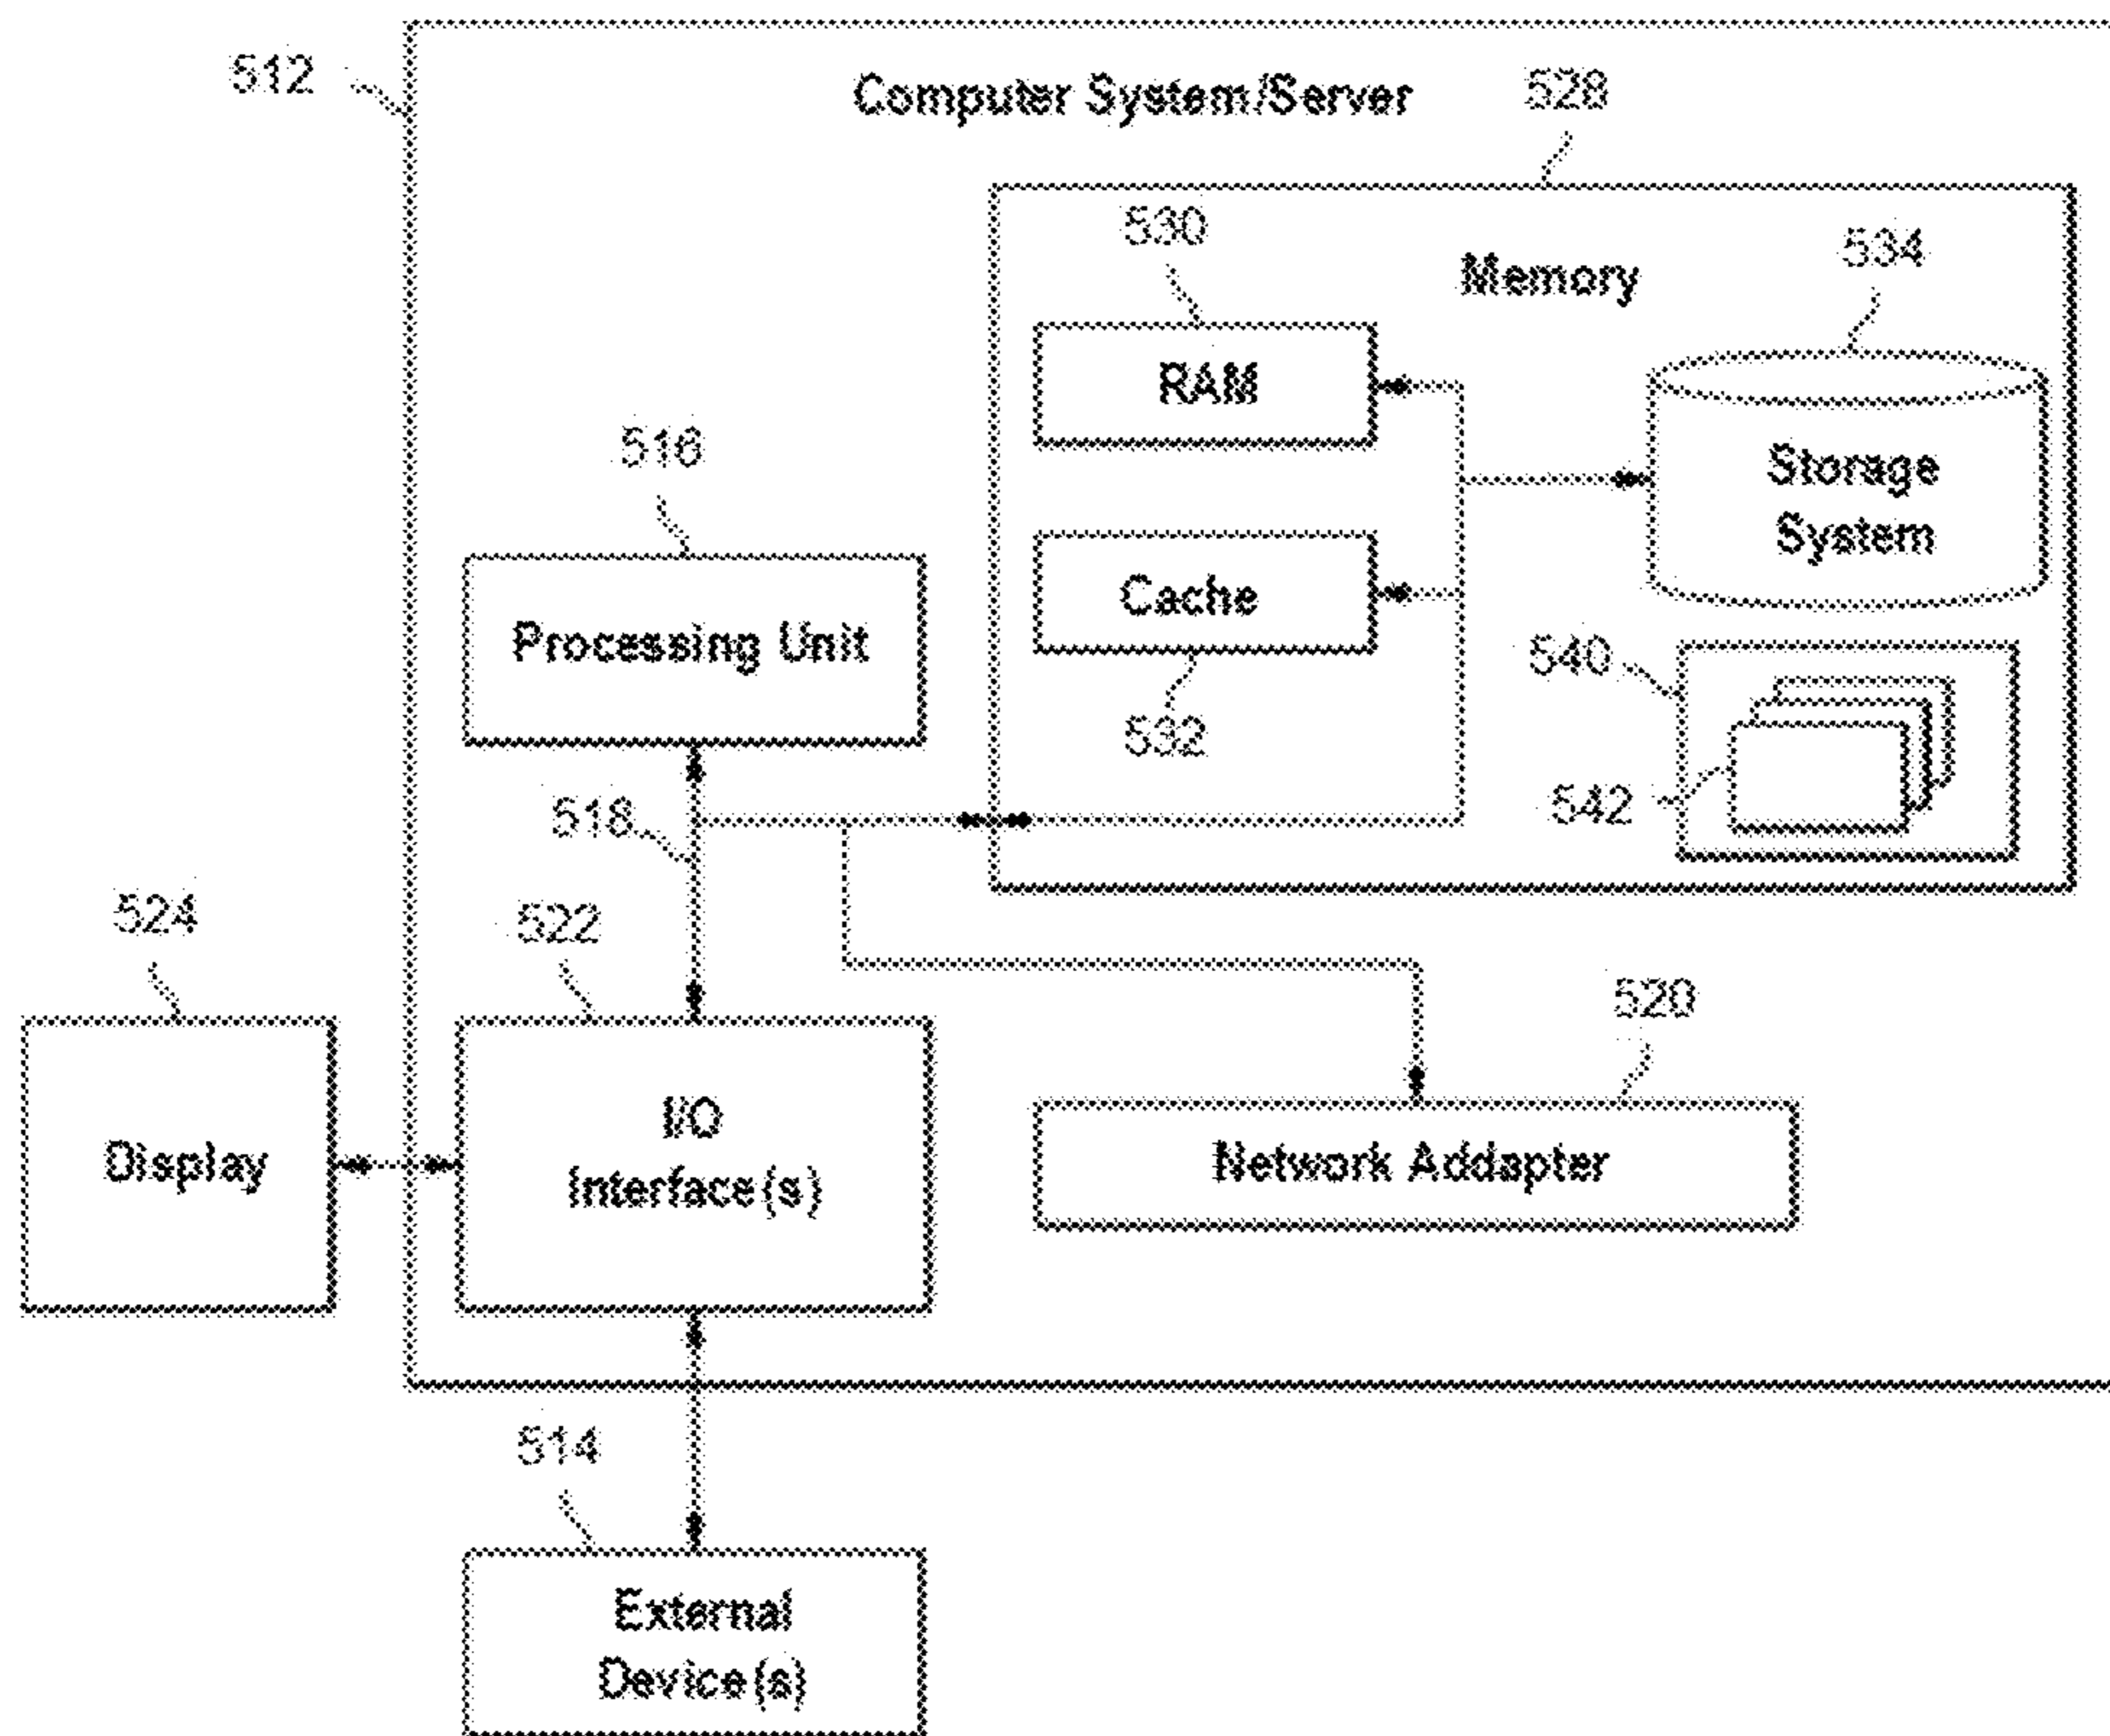 512
Computer System/Server
528
530
Memory
534
RAM
516
Storage
System
Cache
Processing Unit
540
532
518
542
524
522
520
I/O
Interface(s)
Display
Network Addapter
514
External
Device(s)